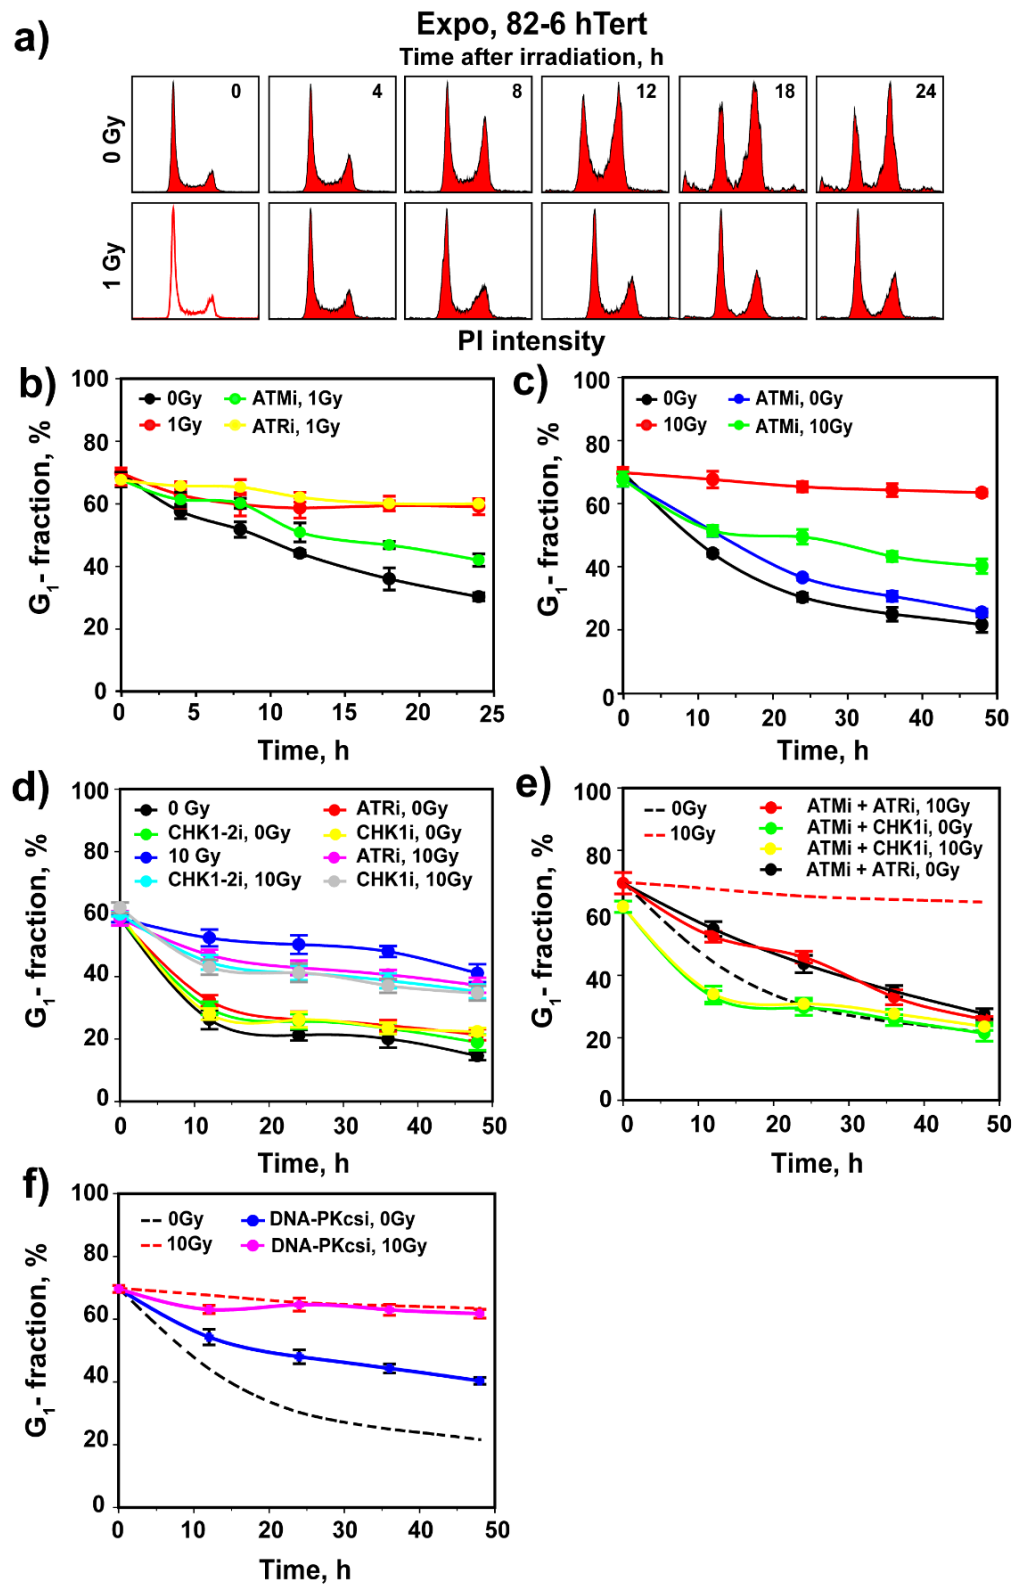 a)
Expo, 82-6 hTert
Time after irradiation, h
0 4 8 12 18 24
0 Gy
1 Gy
PI intensity
b)
G1- fraction, %
100
80
60
40
20
0
0Gy ATMi, 1Gy
1Gy ATRi, 1Gy
0 5 10 15 20 25
Time, h
c)
G1- fraction, %
100
80
60
40
20
0
0Gy ATMi, 0Gy
10Gy ATMi, 10Gy
0 10 20 30 40 50
Time, h
d)
G1- fraction, %
100
80
60
40
20
0
0 Gy ATRi, 0Gy
CHK1-2i, 0Gy CHK1i, 0Gy
10 Gy ATRi, 10Gy
CHK1-2i, 10Gy CHK1i, 10Gy
0 10 20 30 40 50
Time, h
e)
G1- fraction, %
100
80
60
40
20
0
0Gy ATMi + ATRi, 10Gy
10Gy ATMi + CHK1i, 0Gy
ATMi + CHK1i, 10Gy
ATMi + ATRi, 0Gy
0 10 20 30 40 50
Time, h
f)
G1- fraction, %
100
80
60
40
20
0
0Gy DNA-PKcsi, 0Gy
10Gy DNA-PKcsi, 10Gy
0 10 20 30 40 50
Time, h